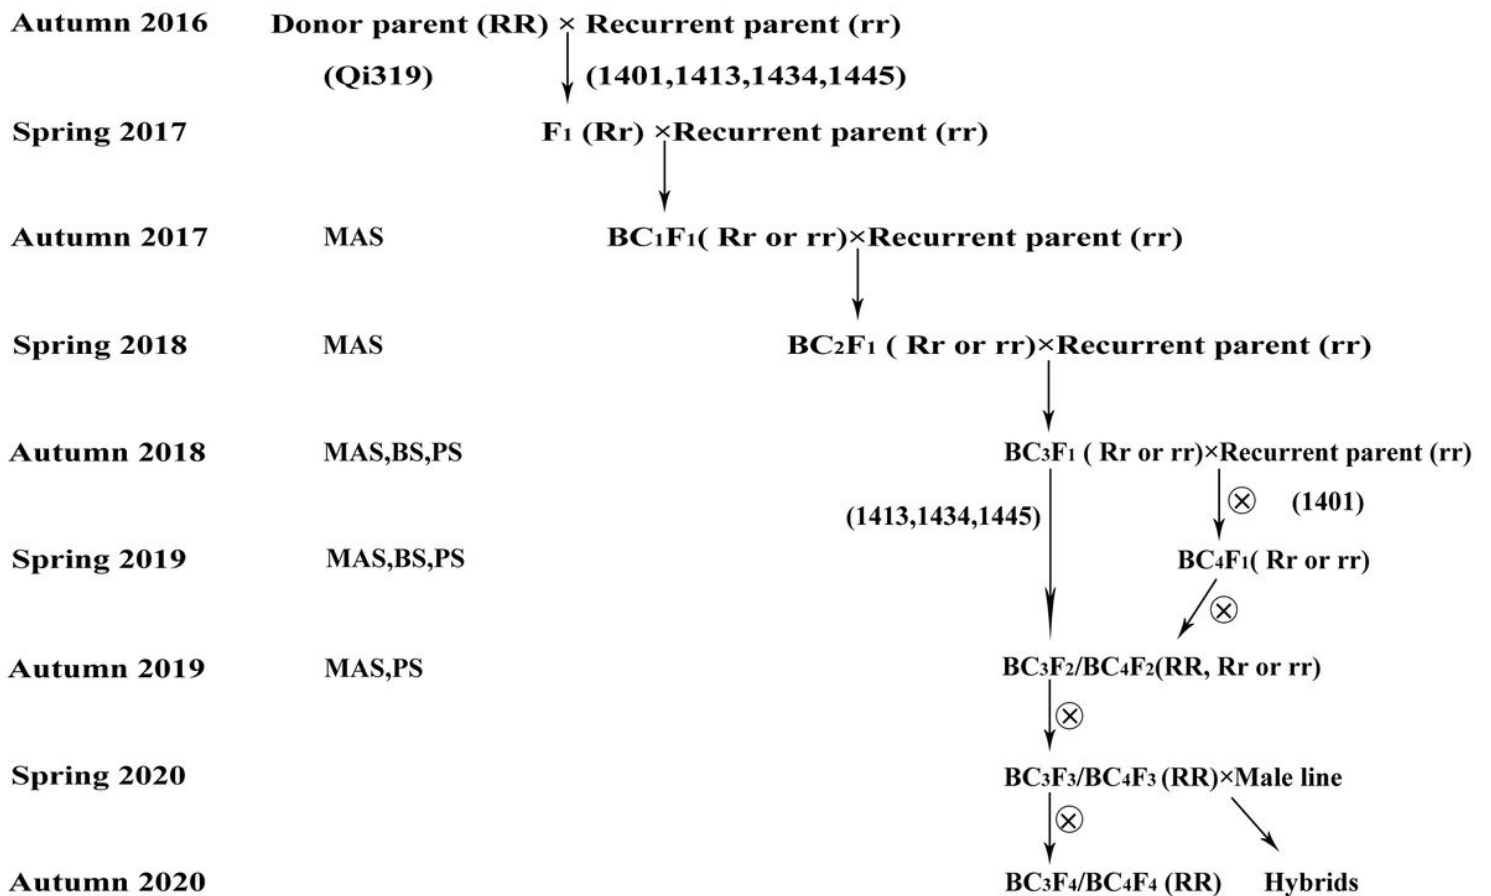 Autumn 2016 Donor parent (RR) × Recurrent parent (rr)
(Qi319) (1401,1413,1434,1445)
Spring 2017 F1 (Rr) ×Recurrent parent (rr)
Autumn 2017 MAS BC1F1( Rr or rr)×Recurrent parent (rr)
Spring 2018 MAS BC2F1 ( Rr or rr)×Recurrent parent (rr)
Autumn 2018 MAS,BS,PS BC3F1 ( Rr or rr)×Recurrent parent (rr)
(1413,1434,1445) (1401)
Spring 2019 MAS,BS,PS BC4F1( Rr or rr)
Autumn 2019 MAS,PS BC3F2/BC4F2(RR, Rr or rr)
Spring 2020 BC3F3/BC4F3 (RR)×Male line
Autumn 2020 BC3F4/BC4F4 (RR) Hybrids